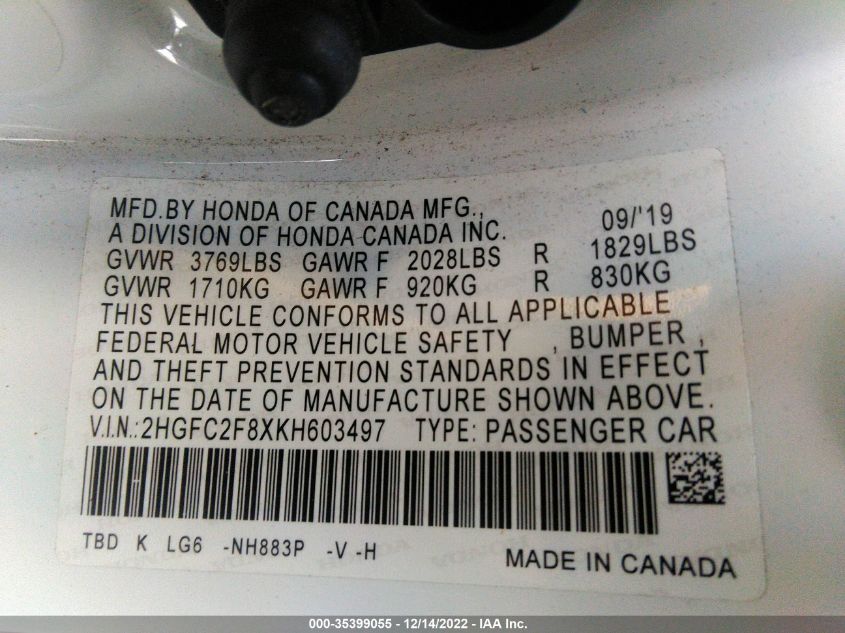 MFD.BY HONDA OF CANADA MFG., 09/'19
A DIVISION OF HONDA CANADA INC.
GVWR 3769LBS GAWR F 2028LBS R 1829LBS
GVWR 1710KG GAWR F 920KG R 830KG
THIS VEHICLE CONFORMS TO ALL APPLICABLE
FEDERAL MOTOR VEHICLE SAFETY , BUMPER ,
AND THEFT PREVENTION STANDARDS IN EFFECT
ON THE DATE OF MANUFACTURE SHOWN ABOVE.
V.I.N.:2HGFC2F8XKH603497 TYPE: PASSENGER CAR
TBD K LG6 -NH883P -V -H
MADE IN CANADA
000-35399055 - 12/14/2022 - IAA Inc.